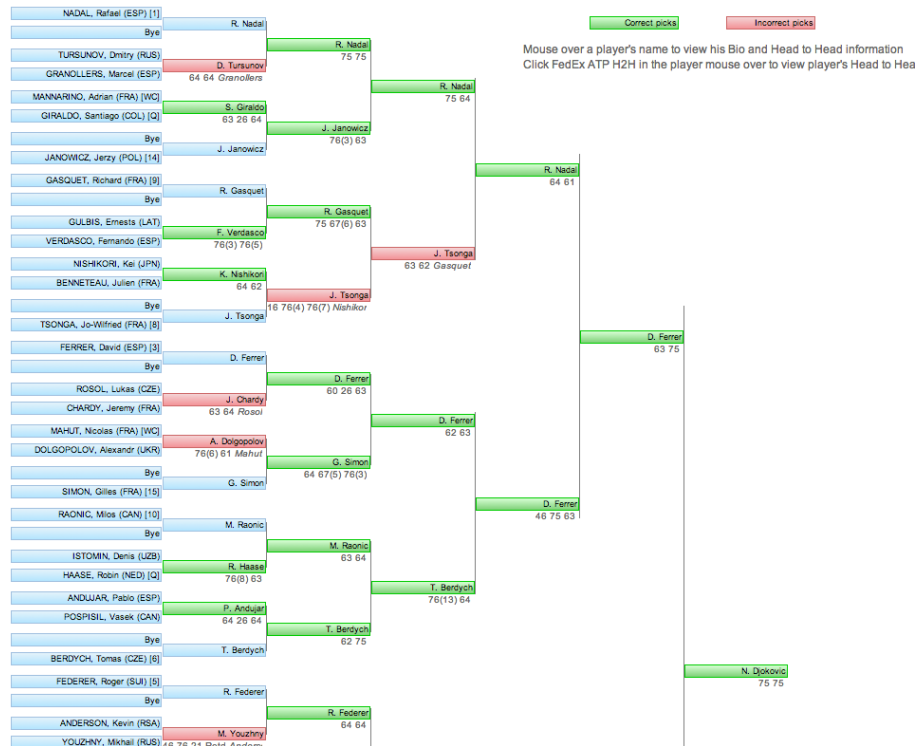 Correct picks
Incorrect picks
Mouse over a player's name to view his Bio and Head to Head information
Click FedEx ATP H2H in the player mouse over to view player's Head to Hea
NADAL, Rafael (ESP) [1]
Bye
TURSUNOV, Dmitry (RUS)
GRANOLLERS, Marcel (ESP)
MANNARINO, Adrian (FRA) [WC]
GIRALDO, Santiago (COL) [Q]
Bye
JANOWICZ, Jerzy (POL) [14]
GASQUET, Richard (FRA) [9]
Bye
GULBIS, Ernests (LAT)
VERDASCO, Fernando (ESP)
NISHIKORI, Kei (JPN)
BENNETEAU, Julien (FRA)
Bye
TSONGA, Jo-Wilfried (FRA) [8]
FERRER, David (ESP) [3]
Bye
ROSOL, Lukas (CZE)
CHARDY, Jeremy (FRA)
MAHUT, Nicolas (FRA) [WC]
DOLGOPOLOV, Alexandr (UKR)
Bye
SIMON, Gilles (FRA) [15]
RAONIC, Milos (CAN) [10]
Bye
ISTOMIN, Denis (UZB)
HAASE, Robin (NED) [Q]
ANDUJAR, Pablo (ESP)
POSPISIL, Vasek (CAN)
Bye
BERDYCH, Tomas (CZE) [6]
FEDERER, Roger (SUI) [5]
Bye
ANDERSON, Kevin (RSA)
YOUZHNY, Mikhail (RUS)
R. Nadal
D. Tursunov
64 64 Granollers
S. Giraldo
63 26 64
J. Janowicz
R. Gasquet
F. Verdasco
76(3) 76(5)
K. Nishikori
64 62
J. Tsonga
D. Ferrer
J. Chardy
63 64 Rosol
A. Dolgopolov
76(6) 61 Mahut
G. Simon
M. Raonic
R. Haase
76(8) 63
P. Andujar
64 26 64
T. Berdych
R. Federer
M. Youzhny
R. Nadal
75 75
J. Janowicz
76(3) 63
R. Gasquet
75 67(6) 63
J. Tsonga
16 76(4) 76(7) Nishikor
D. Ferrer
60 26 63
G. Simon
64 67(5) 76(3)
M. Raonic
63 64
T. Berdych
62 75
R. Federer
64 64
R. Nadal
75 64
J. Tsonga
63 62 Gasquet
D. Ferrer
62 63
T. Berdych
76(13) 64
R. Nadal
64 61
D. Ferrer
46 75 63
D. Ferrer
63 75
N. Djokovic
75 75